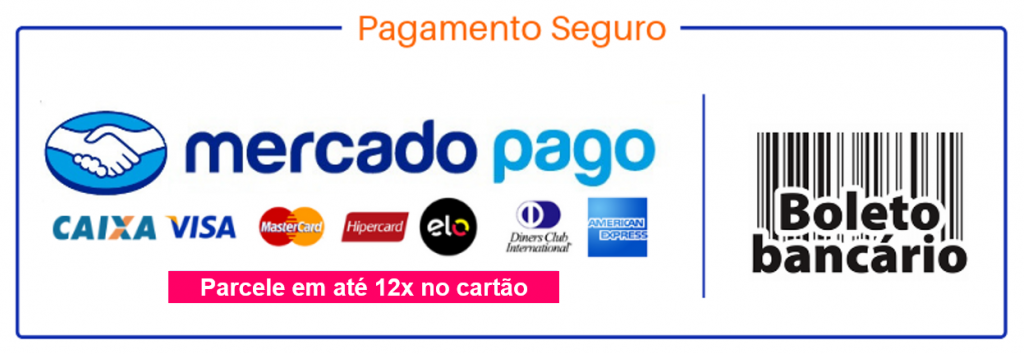 Pagamento Seguro
mercado pago
CAIXA VISA MasterCard Hipercard elo Diners Club International AMERICAN EXPRESS
Parcele em até 12x no cartão
Boleto
bancário